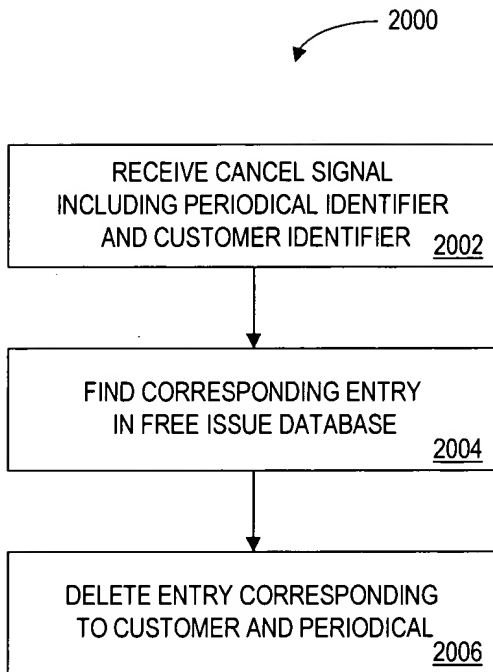 2000
RECEIVE CANCEL SIGNAL
INCLUDING PERIODICAL IDENTIFIER
AND CUSTOMER IDENTIFIER
2002
FIND CORRESPONDING ENTRY
IN FREE ISSUE DATABASE
2004
DELETE ENTRY CORRESPONDING
TO CUSTOMER AND PERIODICAL
2006